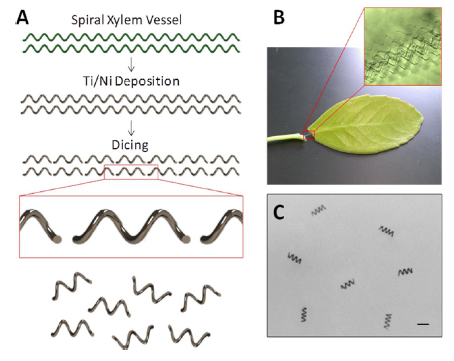 A
Spiral Xylem Vessel
Ti/Ni Deposition
Dicing
B
C